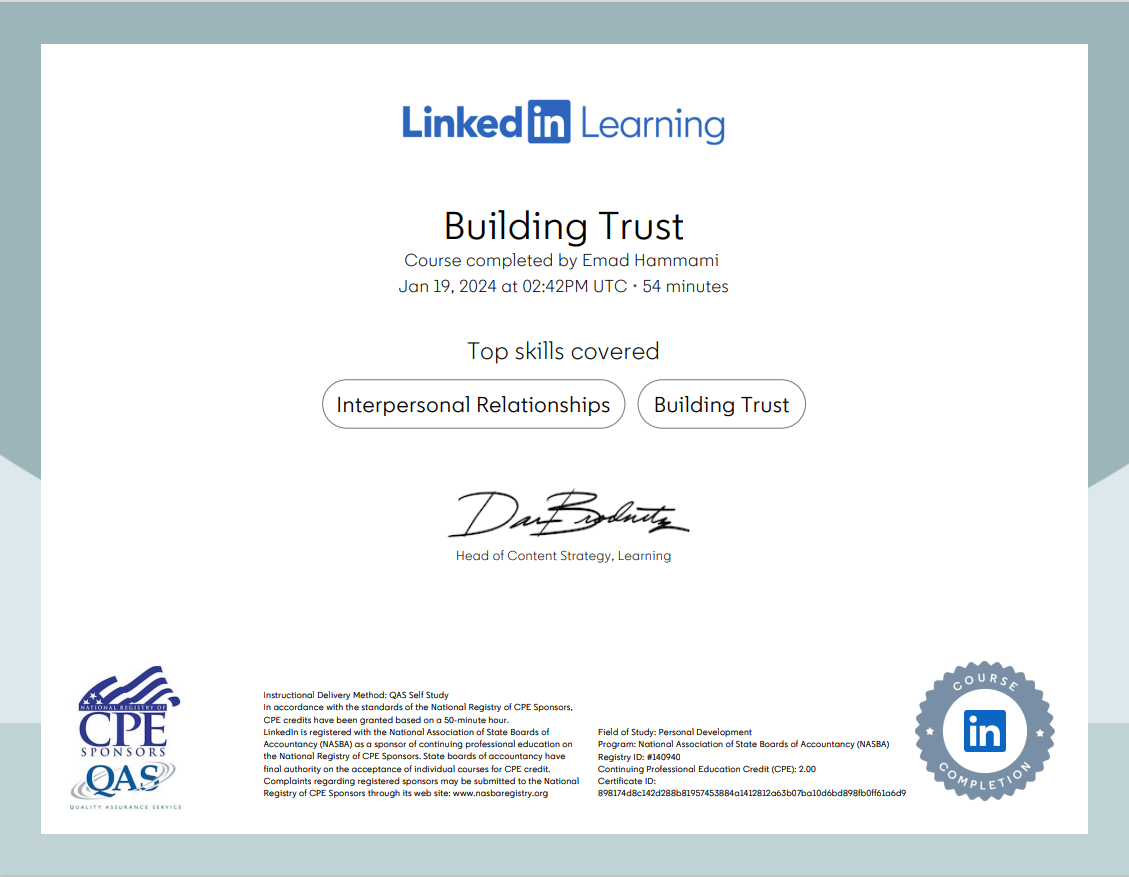 Linkedin Learning
Building Trust
Course completed by Emad Hammami
Jan 19, 2024 at 02:42PM UTC • 54 minutes
Top skills covered
Interpersonal Relationships
Building Trust
Dan Brodnitz
Head of Content Strategy, Learning
NATIONAL REGISTRY OF
CPE
SPONSORS
QAS
QUALITY ASSURANCE SERVICE
Instructional Delivery Method: QAS Self Study
In accordance with the standards of the National Registry of CPE Sponsors,
CPE credits have been granted based on a 50-minute hour.
LinkedIn is registered with the National Association of State Boards of
Accountancy (NASBA) as a sponsor of continuing professional education on
the National Registry of CPE Sponsors. State boards of accountancy have
final authority on the acceptance of individual courses for CPE credit.
Complaints regarding registered sponsors may be submitted to the National
Registry of CPE Sponsors through its web site: www.nasbaregistry.org
Field of Study: Personal Development
Program: National Association of State Boards of Accountancy (NASBA)
Registry ID: #140940
Continuing Professional Education Credit (CPE): 2.00
Certificate ID:
898174d8c142d288b81957453884a1412812a63b07ba10d6bd898fb0ff61a6d9
COURSE
in
COMPLETION